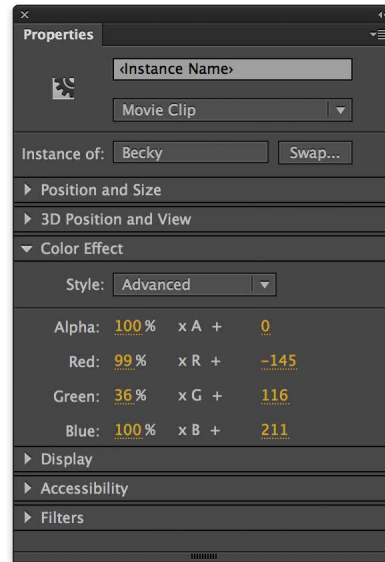 Properties
‹Instance Name›
Movie Clip
Instance of: Becky Swap...
Position and Size
3D Position and View
Color Effect
Style: Advanced
Alpha: 100 % x A + 0
Red: 99 % x R + -145
Green: 36 % x G + 116
Blue: 100 % x B + 211
Display
Accessibility
Filters